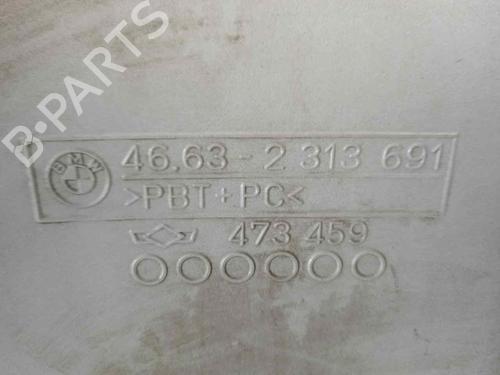 B-PARTS
BMW
46.63-2 313 691
>PBT+PC<
473 459